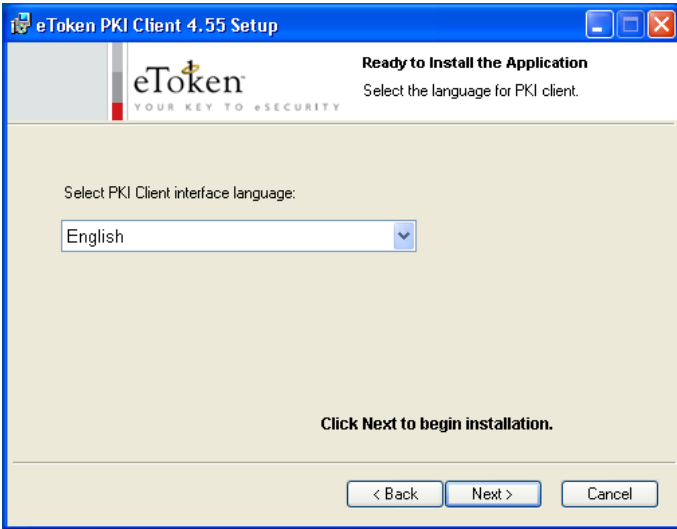 eToken PKI Client 4.55 Setup
eToken
YOUR KEY TO eSECURITY
Ready to Install the Application
Select the language for PKI client.
Select PKI Client interface language:
English
Click Next to begin installation.
< Back
Next >
Cancel